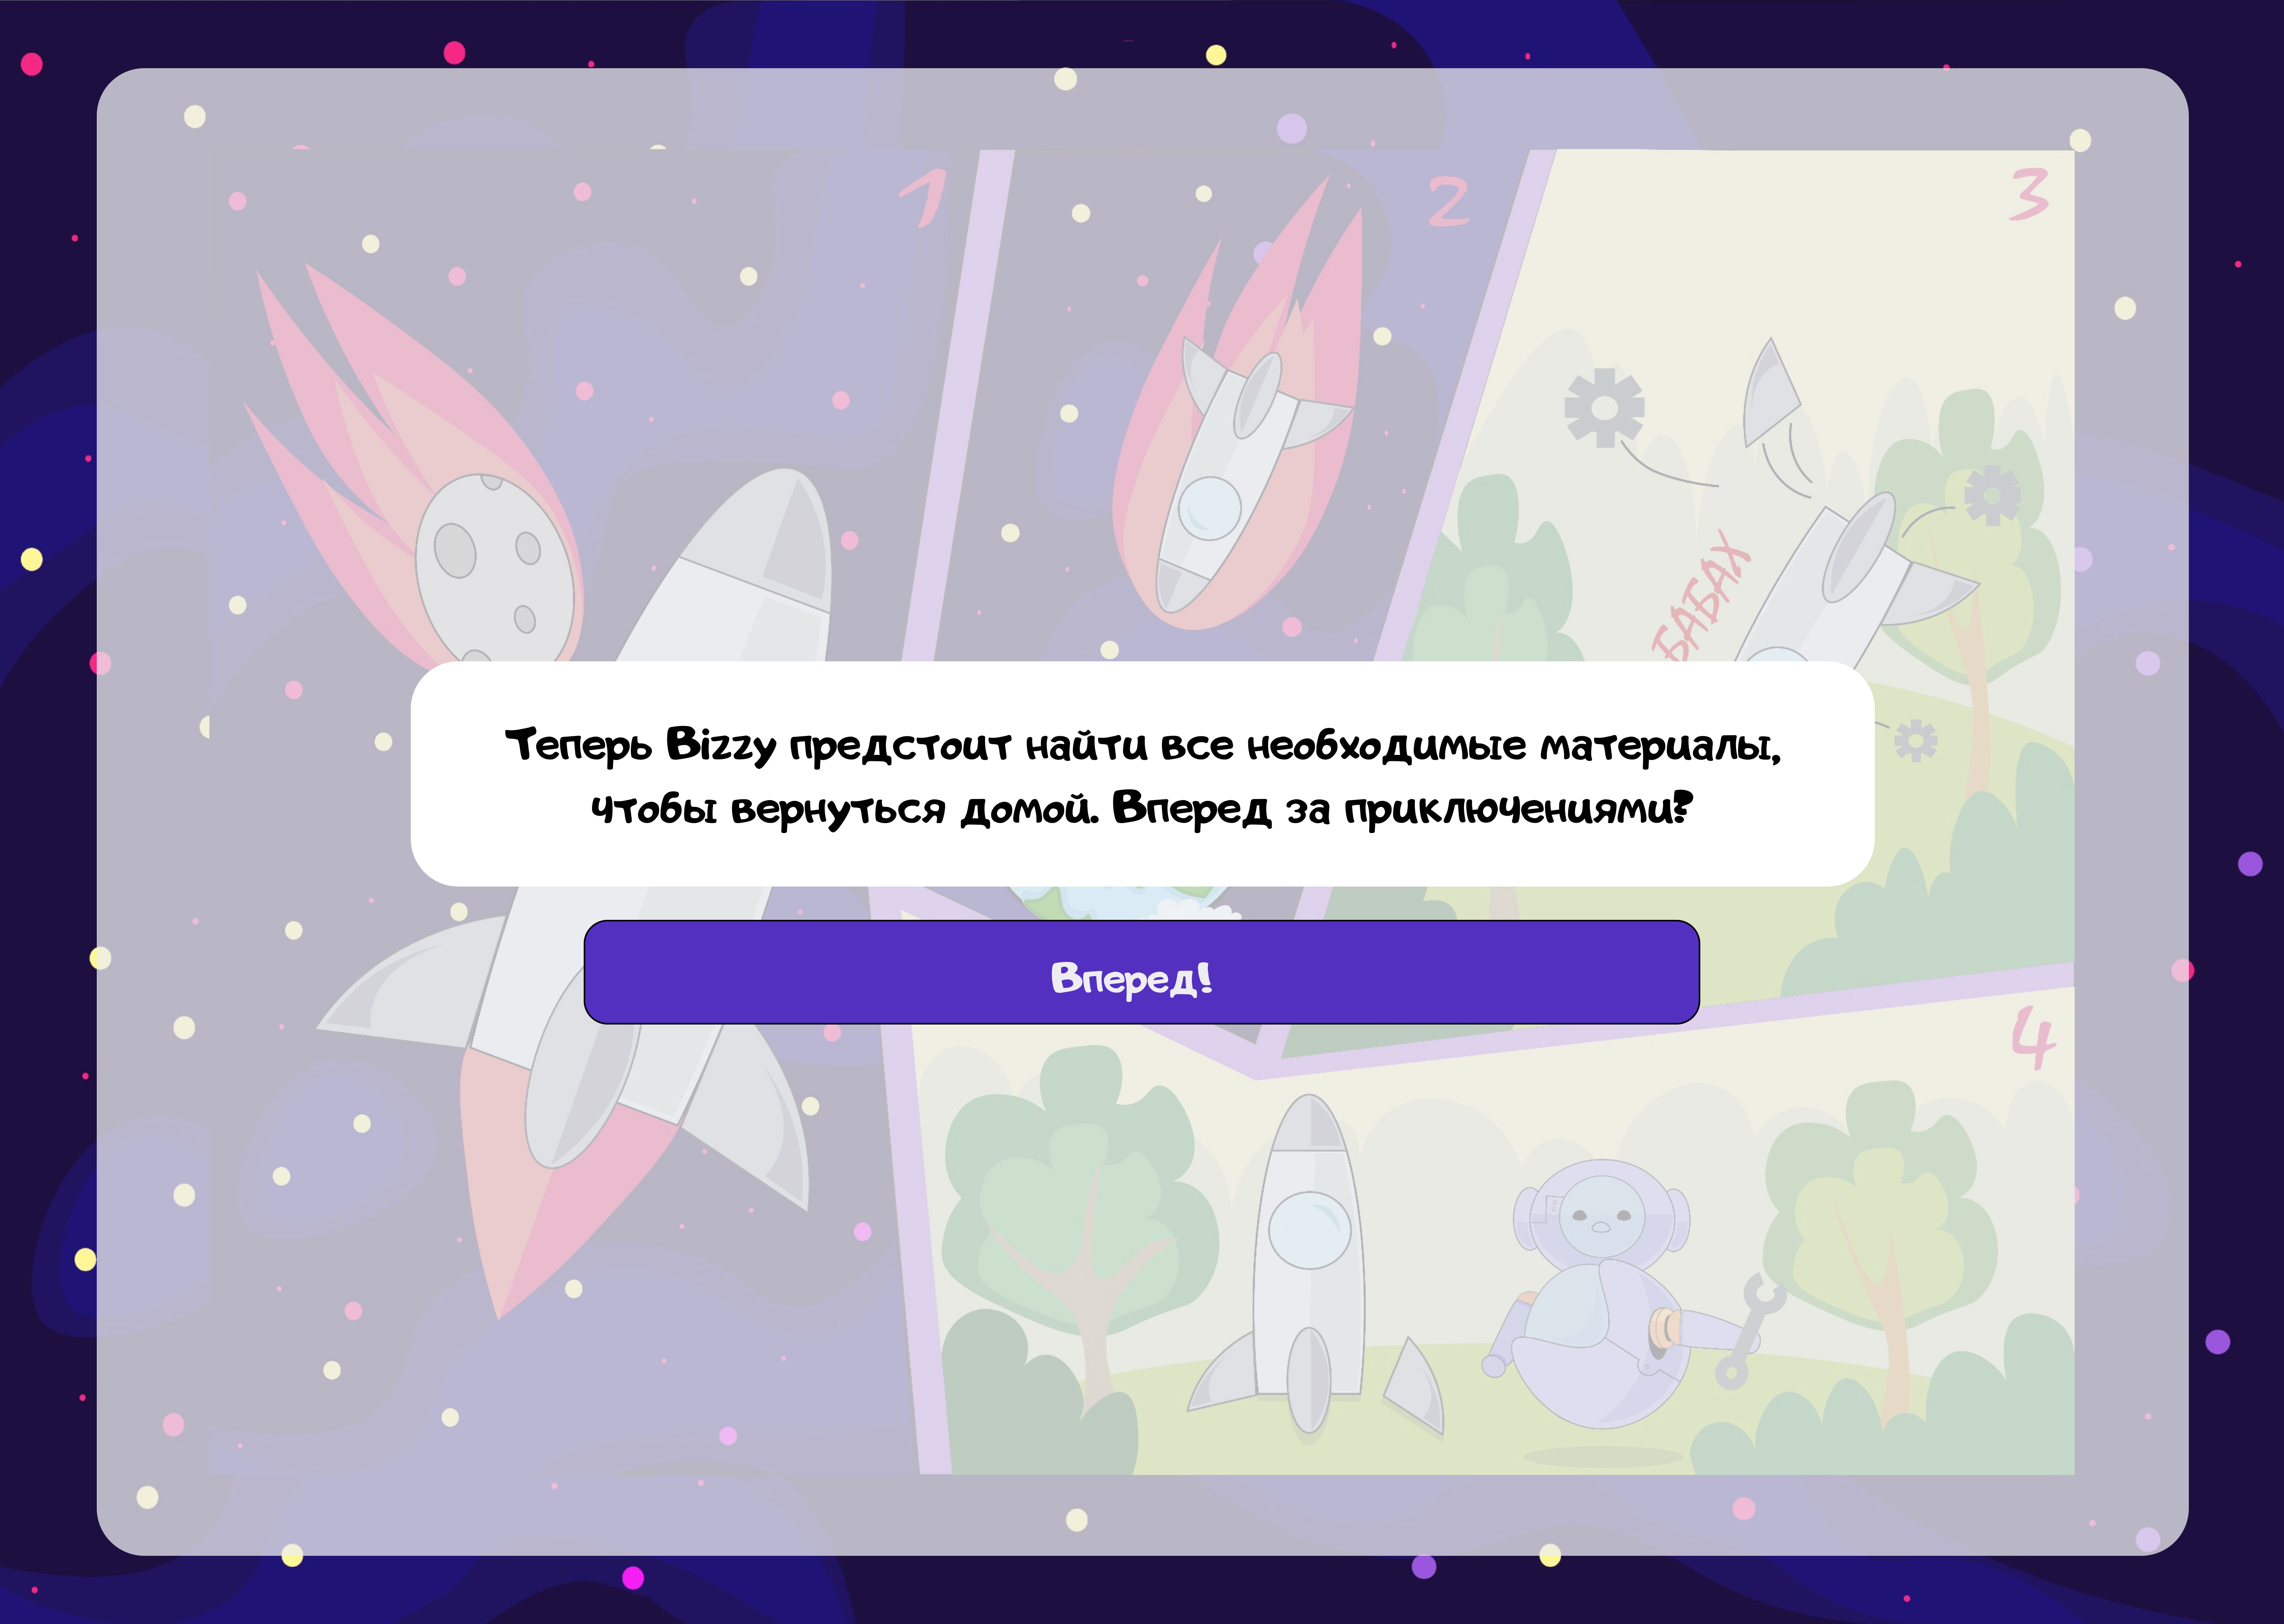 1
2
3
БАБАХ
Теперь Bizzy предстоит найти все необходимые материалы,
чтобы вернуться домой. Вперед за приключениями?
Вперед!
4